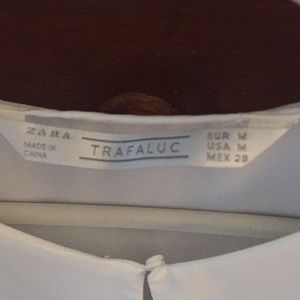 ZARA
MADE IN
CHINA
TRAFALUC
EUR M
USA M
MEX 28